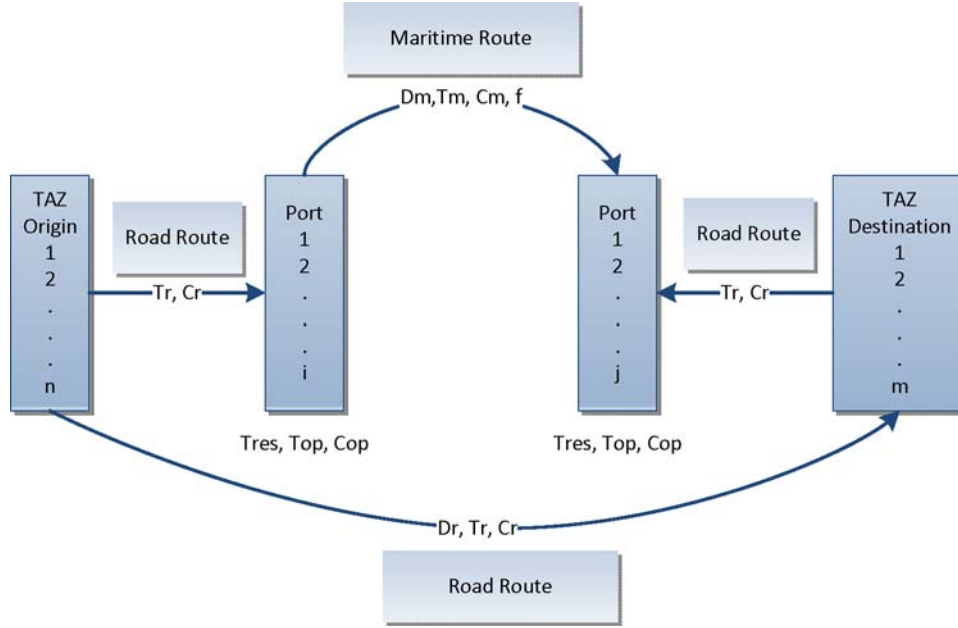 Maritime Route
Dm,Tm, Cm, f
TAZ
Origin
1
2
.
.
.
n
Road Route
Tr, Cr
Port
1
2
.
.
.
i
Tres, Top, Cop
Port
1
2
.
.
.
j
Tres, Top, Cop
Road Route
Tr, Cr
TAZ
Destination
1
2
.
.
.
m
Dr, Tr, Cr
Road Route